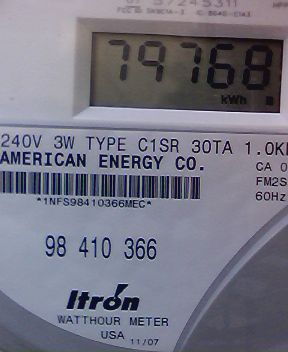 79768
kWh
240V 3W TYPE C1SR 30TA 1.0K
AMERICAN ENERGY CO.
CA 0
FM2S
60Hz
*1NFS98410366MEC*
98 410 366
Itron
WATTHOUR METER
USA 11/07